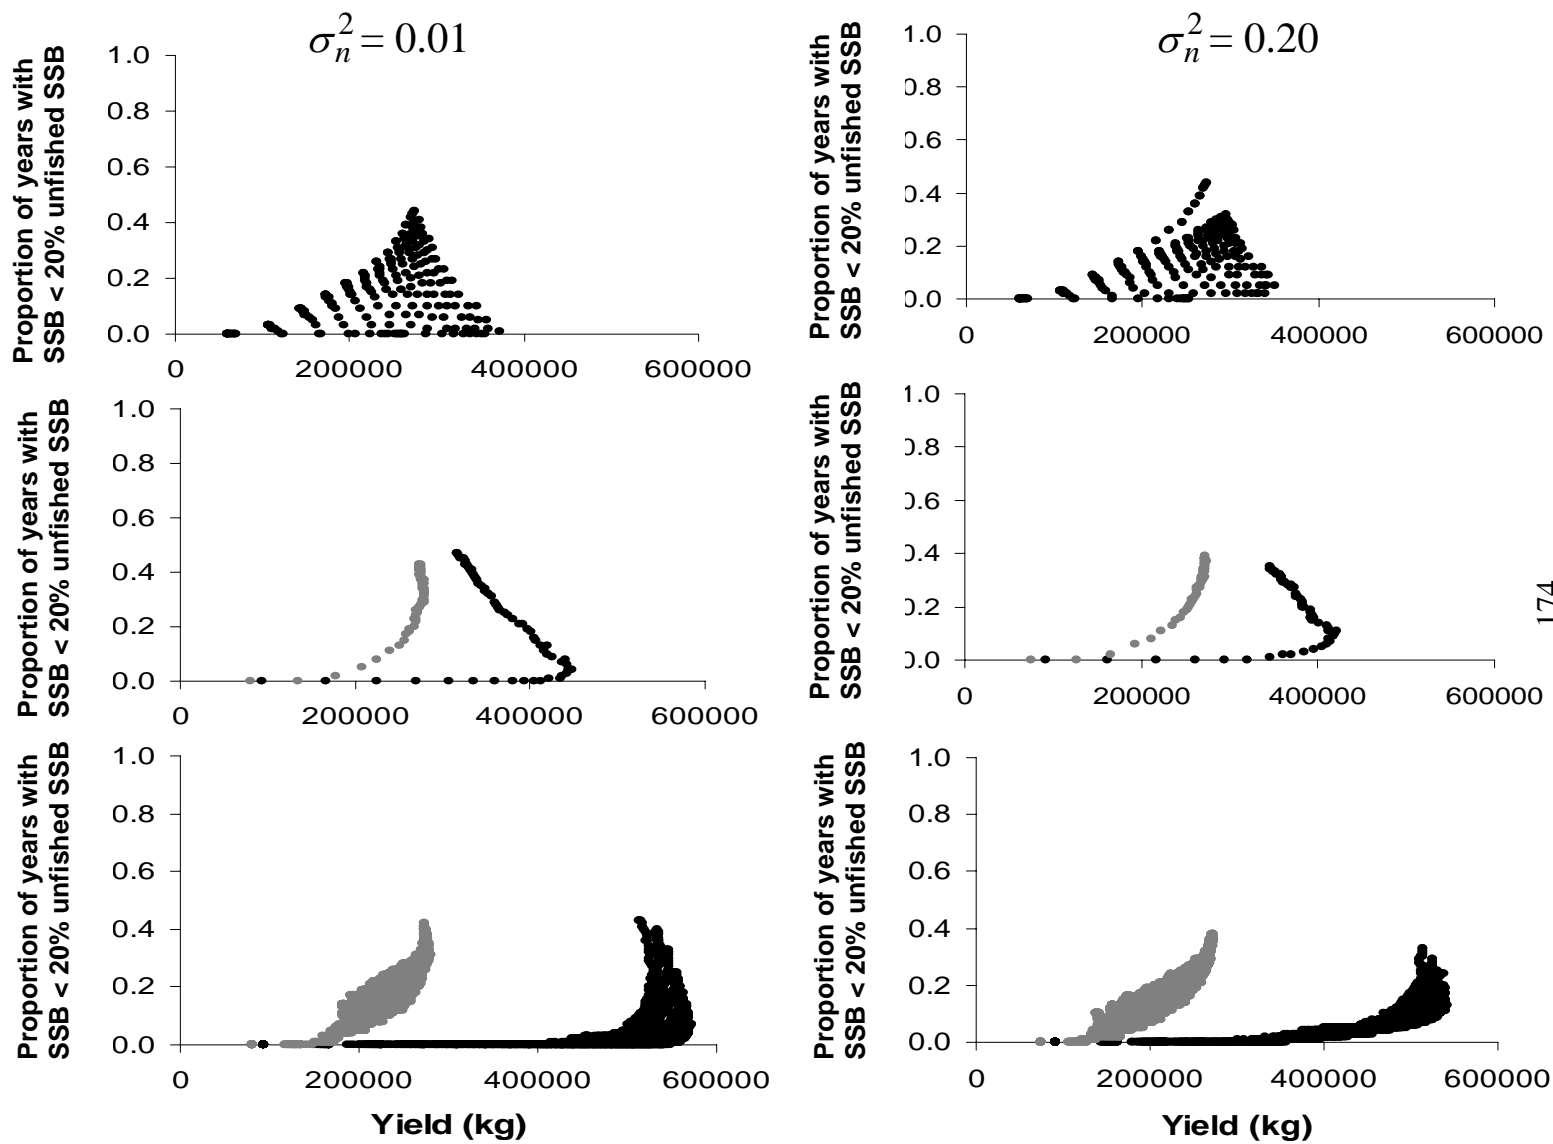 σ_n^2 = 0.01
Proportion of years with
SSB < 20% unfished SSB
1.0
0.8
0.6
0.4
0.2
0.0
0 200000 400000 600000
σ_n^2 = 0.20
Proportion of years with
SSB < 20% unfished SSB
1.0
0.8
0.6
0.4
0.2
0.0
0 200000 400000 600000
Proportion of years with
SSB < 20% unfished SSB
1.0
0.8
0.6
0.4
0.2
0.0
0 200000 400000 600000
Proportion of years with
SSB < 20% unfished SSB
1.0
0.8
0.6
0.4
0.2
0.0
0 200000 400000 600000
174
Proportion of years with
SSB < 20% unfished SSB
1.0
0.8
0.6
0.4
0.2
0.0
0 200000 400000 600000
Yield (kg)
Proportion of years with
SSB < 20% unfished SSB
1.0
0.8
0.6
0.4
0.2
0.0
0 200000 400000 600000
Yield (kg)